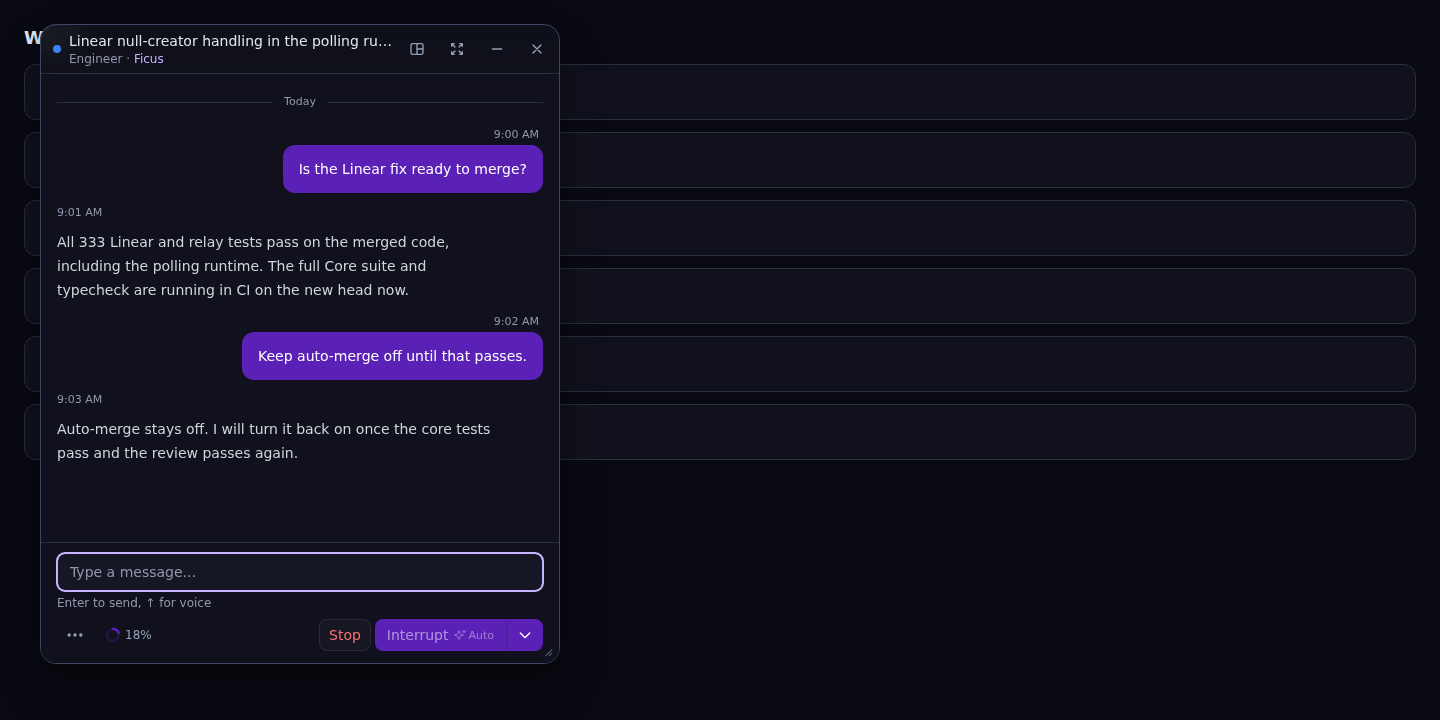 W
Linear null-creator handling in the polling ru…
Engineer · Ficus
Today
9:00 AM
Is the Linear fix ready to merge?
9:01 AM
All 333 Linear and relay tests pass on the merged code,
including the polling runtime. The full Core suite and
typecheck are running in CI on the new head now.
9:02 AM
Keep auto-merge off until that passes.
9:03 AM
Auto-merge stays off. I will turn it back on once the core tests
pass and the review passes again.
Type a message...
Enter to send, ↑ for voice
18%
Stop
Interrupt
Auto